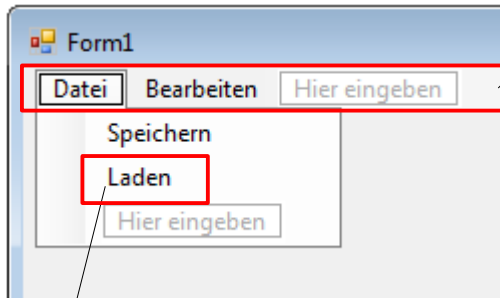 Form1
Datei Bearbeiten Hier eingeben
Speichern
Laden
Hier eingeben